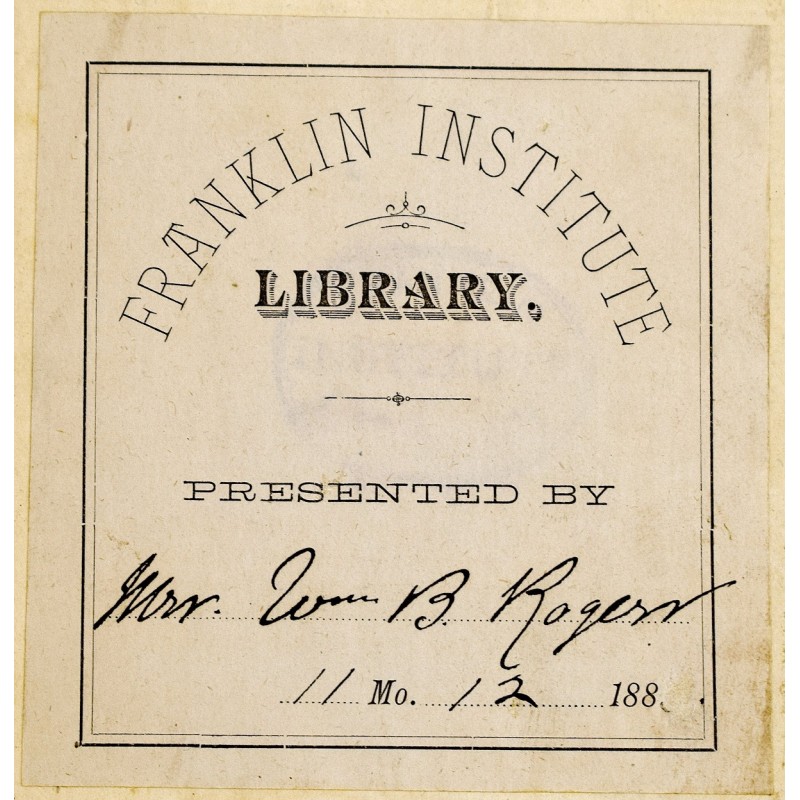 FRANKLIN INSTITUTE
LIBRARY.
PRESENTED BY
Mrs. Wm B. Rogers
11 Mo. 12 188